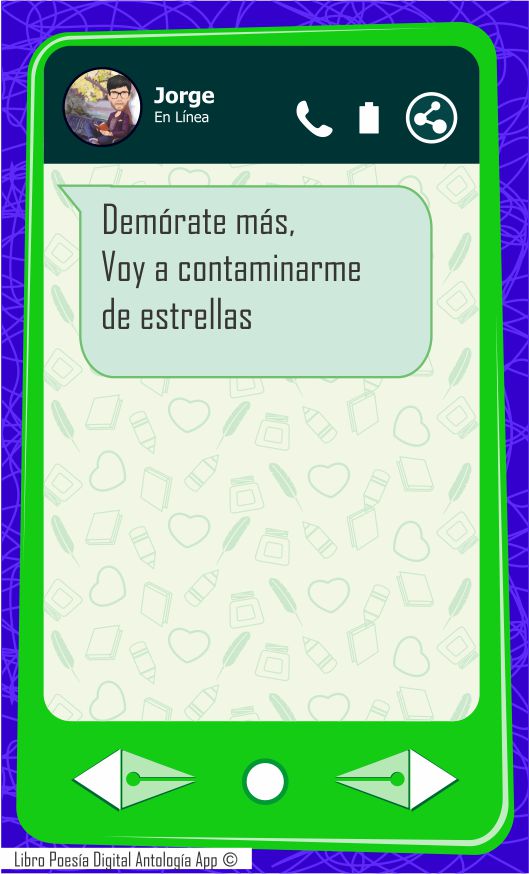 Jorge
En Línea
Demórate más,
Voy a contaminarme
de estrellas
Libro Poesía Digital Antología App ©